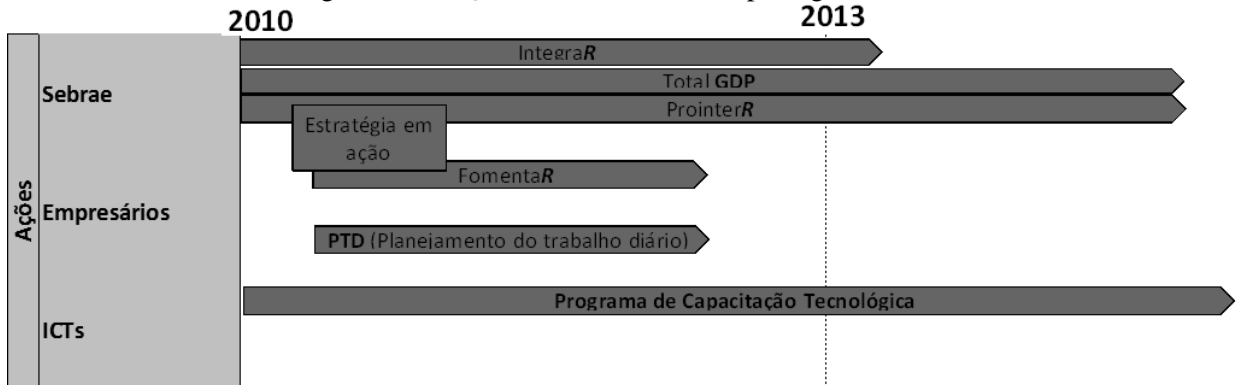 2010
2013
IntegraR
Total GDP
Sebrae
ProinterR
Estratégia em
ação
FomentaR
Ações
Empresários
PTD (Planejamento do trabalho diário)
Programa de Capacitação Tecnológica
ICTs